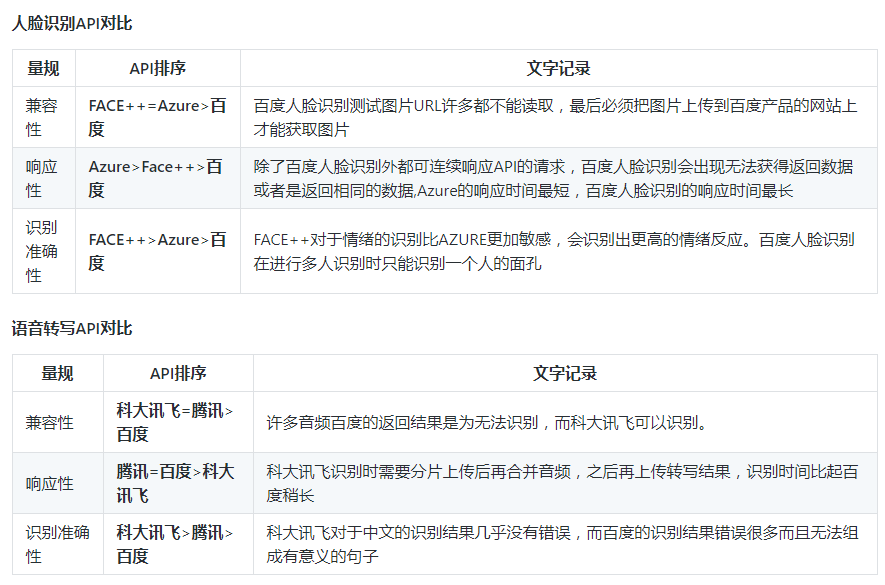 人脸识别API对比
量规 API排序 文字记录
兼容
性
FACE++=Azure>百
度
百度人脸识别测试图片URL许多都不能读取，最后必须把图片上传到百度产品的网站上
才能获取图片
响应
性
Azure>Face++>百
度
除了百度人脸识别外都可连续响应API的请求，百度人脸识别会出现无法获得返回数据
或者是返回相同的数据,Azure的响应时间最短，百度人脸识别的响应时间最长
识别
准确
性
FACE++>Azure>百
度
FACE++对于情绪的识别比AZURE更加敏感，会识别出更高的情绪反应。百度人脸识别
在进行多人识别时只能识别一个人的面孔
语音转写API对比
量规 API排序 文字记录
兼容性
科大讯飞=腾讯>
百度
许多音频百度的返回结果是为无法识别，而科大讯飞可以识别。
响应性
腾讯=百度>科大
讯飞
科大讯飞识别时需要分片上传后再合并音频，之后再上传转写结果，识别时间比起百
度稍长
识别准确
性
科大讯飞>腾讯>
百度
科大讯飞对于中文的识别结果几乎没有错误，而百度的识别结果错误很多而且无法组
成有意义的句子